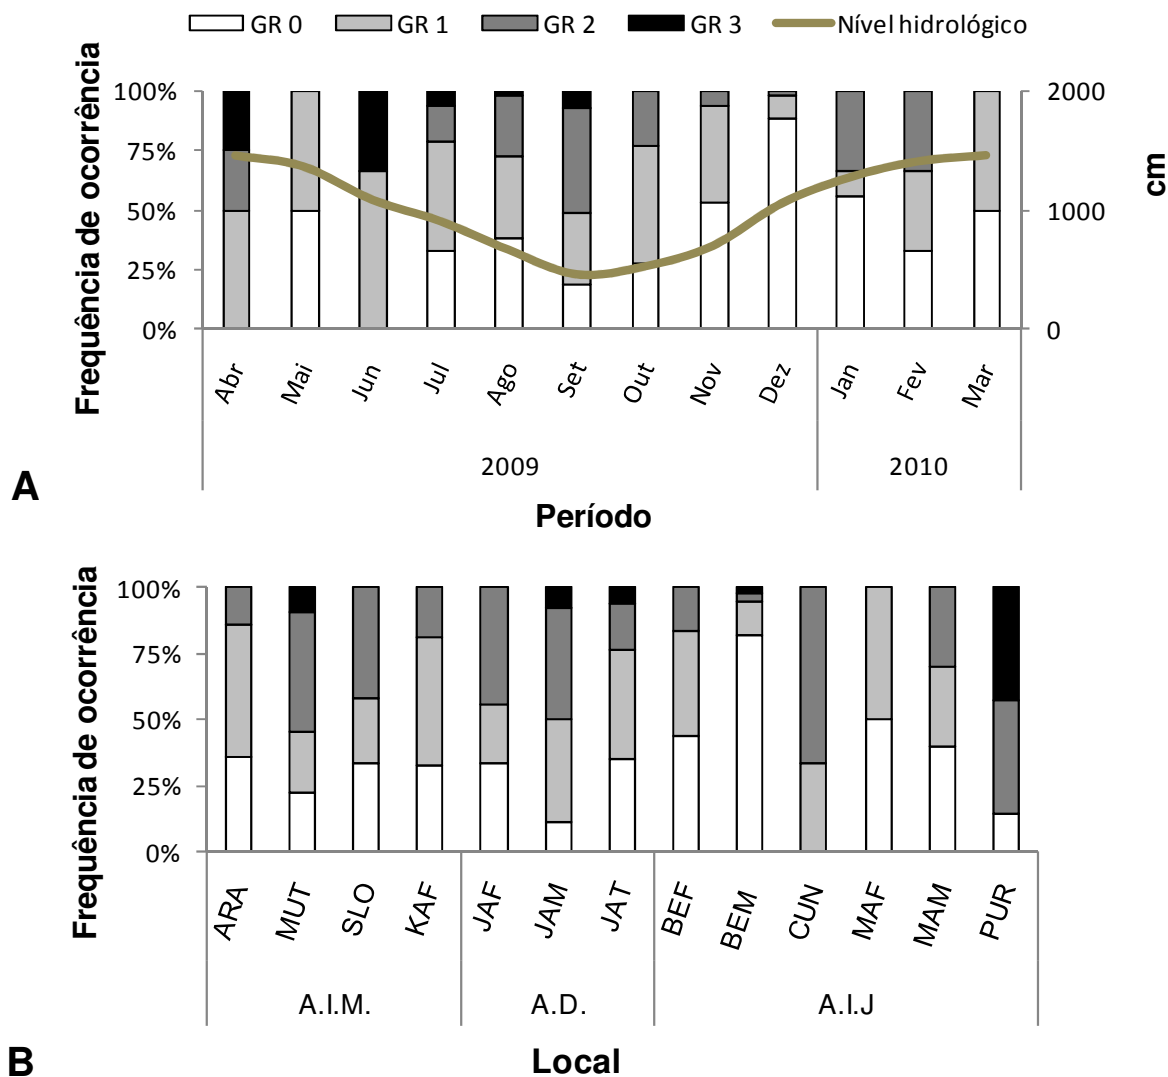 GR 0 GR 1 GR 2 GR 3 Nível hidrológico
Frequência de ocorrência
100%
75%
50%
25%
0%
2000
1000
0
cm
Abr Mai Jun Jul Ago Set Out Nov Dez Jan Fev Mar
2009 2010
A
Período
Frequência de ocorrência
100%
75%
50%
25%
0%
ARA MUT SLO KAF JAF JAM JAT BEF BEM CUN MAF MAM PUR
A.I.M. A.D. A.I.J
B
Local